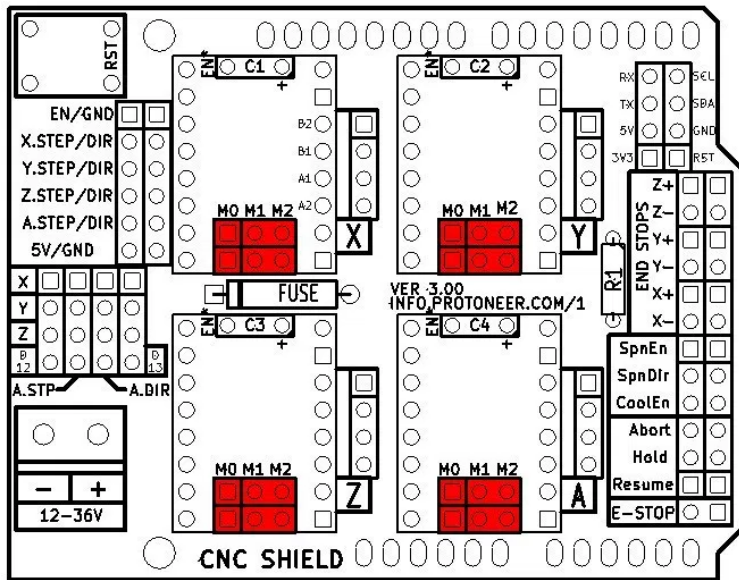 RST
EN/GND
X.STEP/DIR
Y.STEP/DIR
Z.STEP/DIR
A.STEP/DIR
5V/GND
X
Y
Z
D 12
D 13
A.STP
A.DIR
- +
12-36V
EN*
C1
+
B2
B1
A1
A2
M0 M1 M2
X
EN*
C2
+
M0 M1 M2
Y
FUSE
VER 3.00
INFO.PROTONEER.COM/1
R1
EN*
C3
+
M0 M1 M2
Z
EN*
C4
+
M0 M1 M2
A
CNC SHIELD
RX SCL
TX SDA
5V GND
3V3 RST
END STOPS
Z+
Z-
Y+
Y-
X+
X-
SpnEn
SpnDir
CoolEn
Abort
Hold
Resume
E-STOP